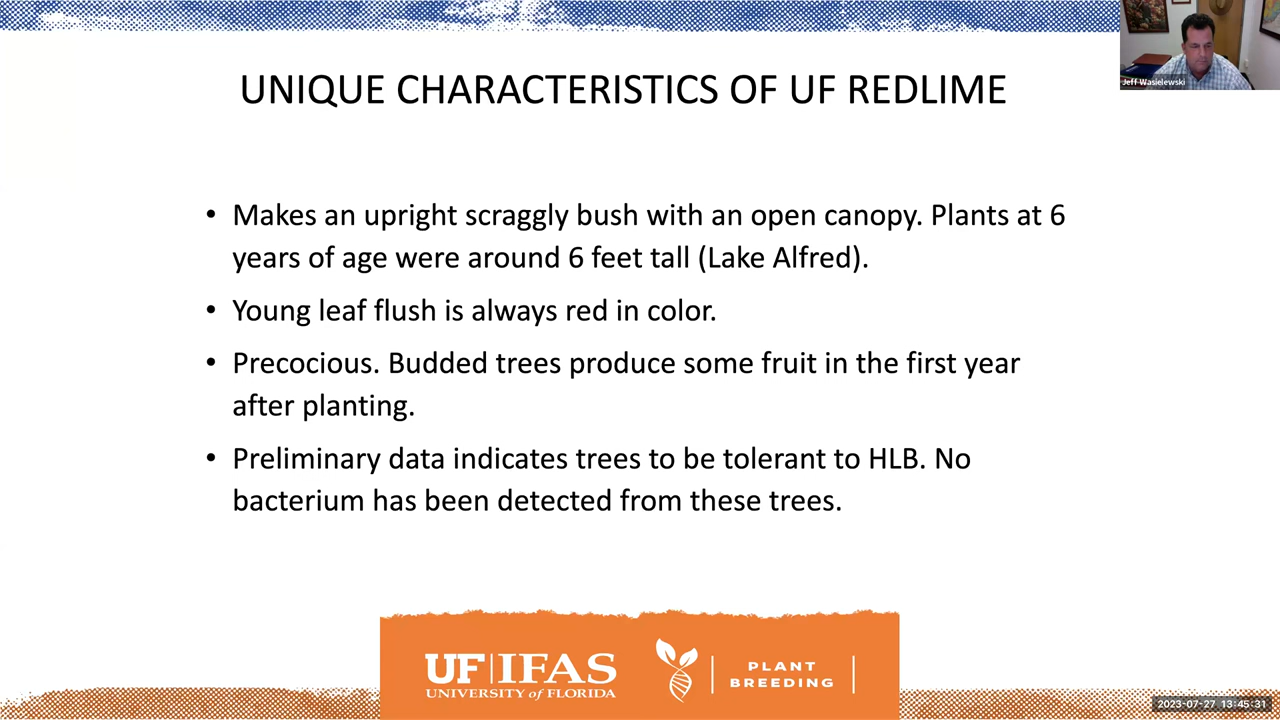 UNIQUE CHARACTERISTICS OF UF REDLIME
Jeff Wasielewski
• Makes an upright scraggly bush with an open canopy. Plants at 6
years of age were around 6 feet tall (Lake Alfred).
• Young leaf flush is always red in color.
• Precocious. Budded trees produce some fruit in the first year
after planting.
• Preliminary data indicates trees to be tolerant to HLB. No
bacterium has been detected from these trees.
UF|IFAS
UNIVERSITY of FLORIDA
PLANT
BREEDING
2023-07-27 13:45:31